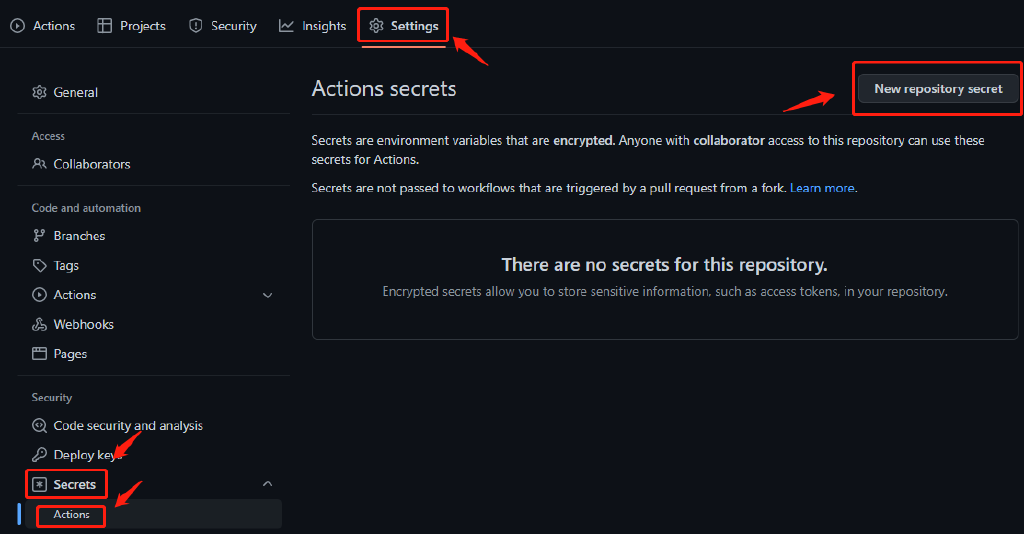 Actions Projects Security Insights Settings
General
Access
Collaborators
Code and automation
Branches
Tags
Actions
Webhooks
Pages
Security
Code security and analysis
Deploy keys
Secrets
Actions
Actions secrets
New repository secret
Secrets are environment variables that are encrypted. Anyone with collaborator access to this repository can use these
secrets for Actions.
Secrets are not passed to workflows that are triggered by a pull request from a fork. Learn more.
There are no secrets for this repository.
Encrypted secrets allow you to store sensitive information, such as access tokens, in your repository.